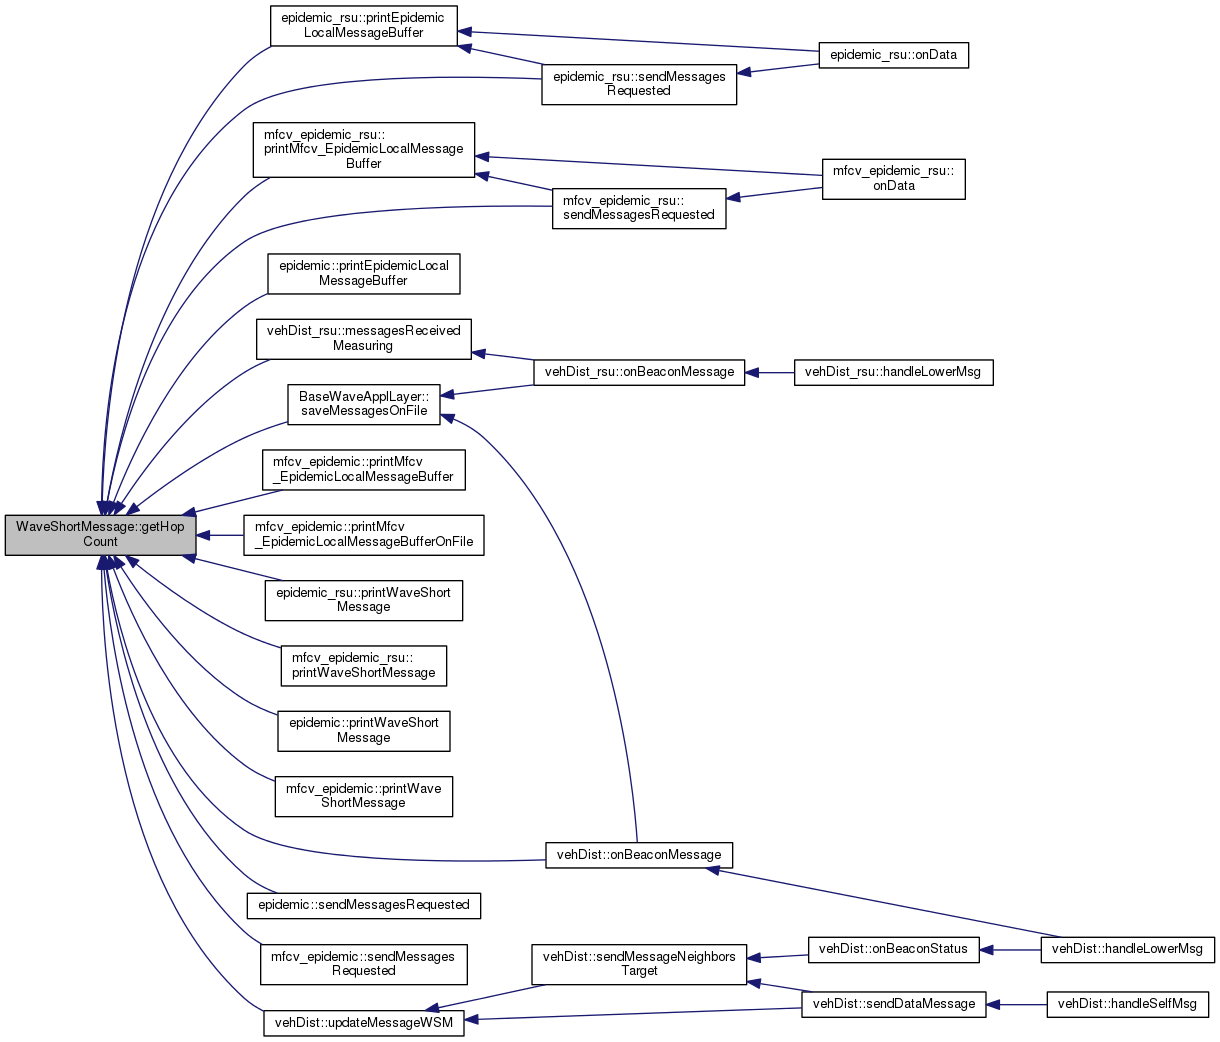 epidemic_rsu::printEpidemic
LocalMessageBuffer
epidemic_rsu::onData
epidemic_rsu::sendMessages
Requested
mfcv_epidemic_rsu::
printMfcv_EpidemicLocalMessage
Buffer
mfcv_epidemic_rsu::
onData
mfcv_epidemic_rsu::
sendMessagesRequested
epidemic::printEpidemicLocal
MessageBuffer
vehDist_rsu::messagesReceived
Measuring
vehDist_rsu::onBeaconMessage
vehDist_rsu::handleLowerMsg
BaseWaveApplLayer::
saveMessagesOnFile
mfcv_epidemic::printMfcv
_EpidemicLocalMessageBuffer
WaveShortMessage::getHop
Count
mfcv_epidemic::printMfcv
_EpidemicLocalMessageBufferOnFile
epidemic_rsu::printWaveShort
Message
mfcv_epidemic_rsu::
printWaveShortMessage
epidemic::printWaveShort
Message
mfcv_epidemic::printWave
ShortMessage
vehDist::onBeaconMessage
epidemic::sendMessagesRequested
mfcv_epidemic::sendMessages
Requested
vehDist::sendMessageNeighbors
Target
vehDist::onBeaconStatus
vehDist::handleLowerMsg
vehDist::sendDataMessage
vehDist::handleSelfMsg
vehDist::updateMessageWSM